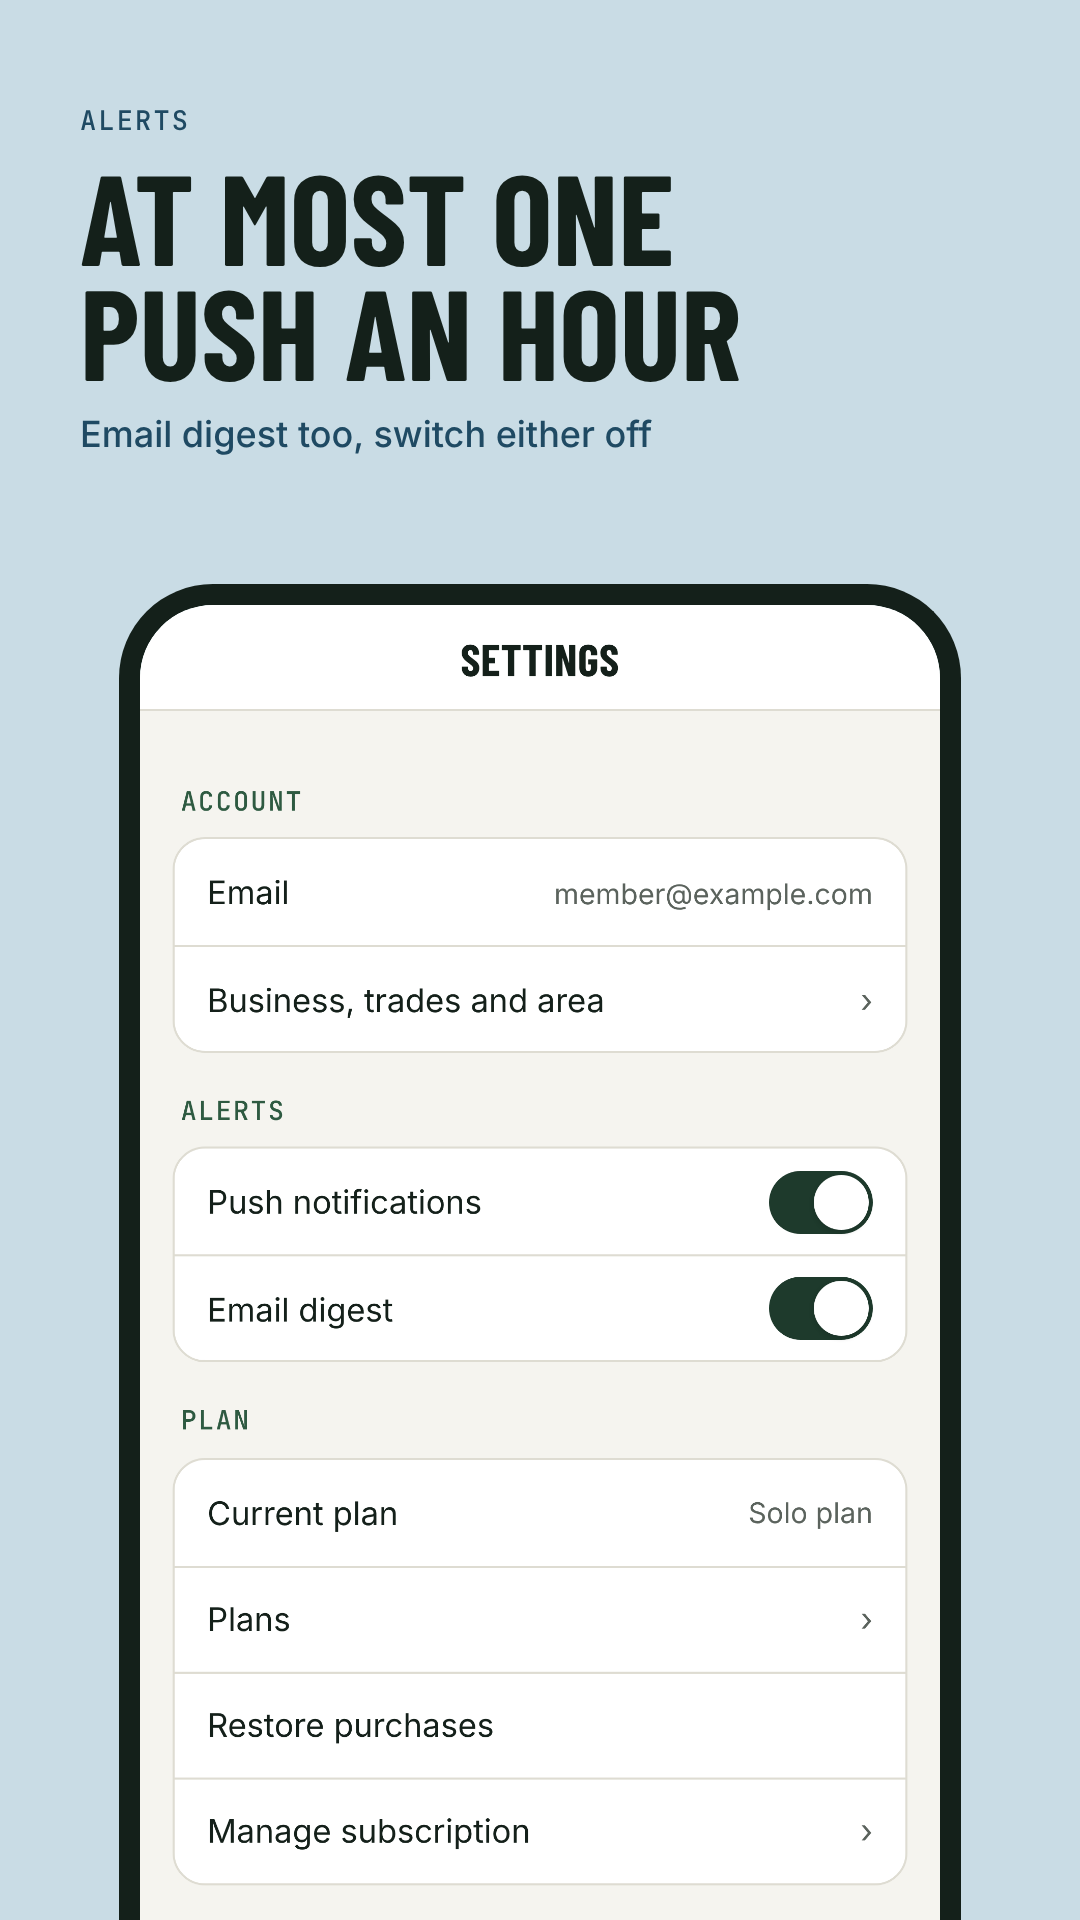 ALERTS
AT MOST ONE
PUSH AN HOUR
Email digest too, switch either off
SETTINGS
ACCOUNT
Email member@example.com
Business, trades and area ›
ALERTS
Push notifications
Email digest
PLAN
Current plan Solo plan
Plans ›
Restore purchases
Manage subscription ›